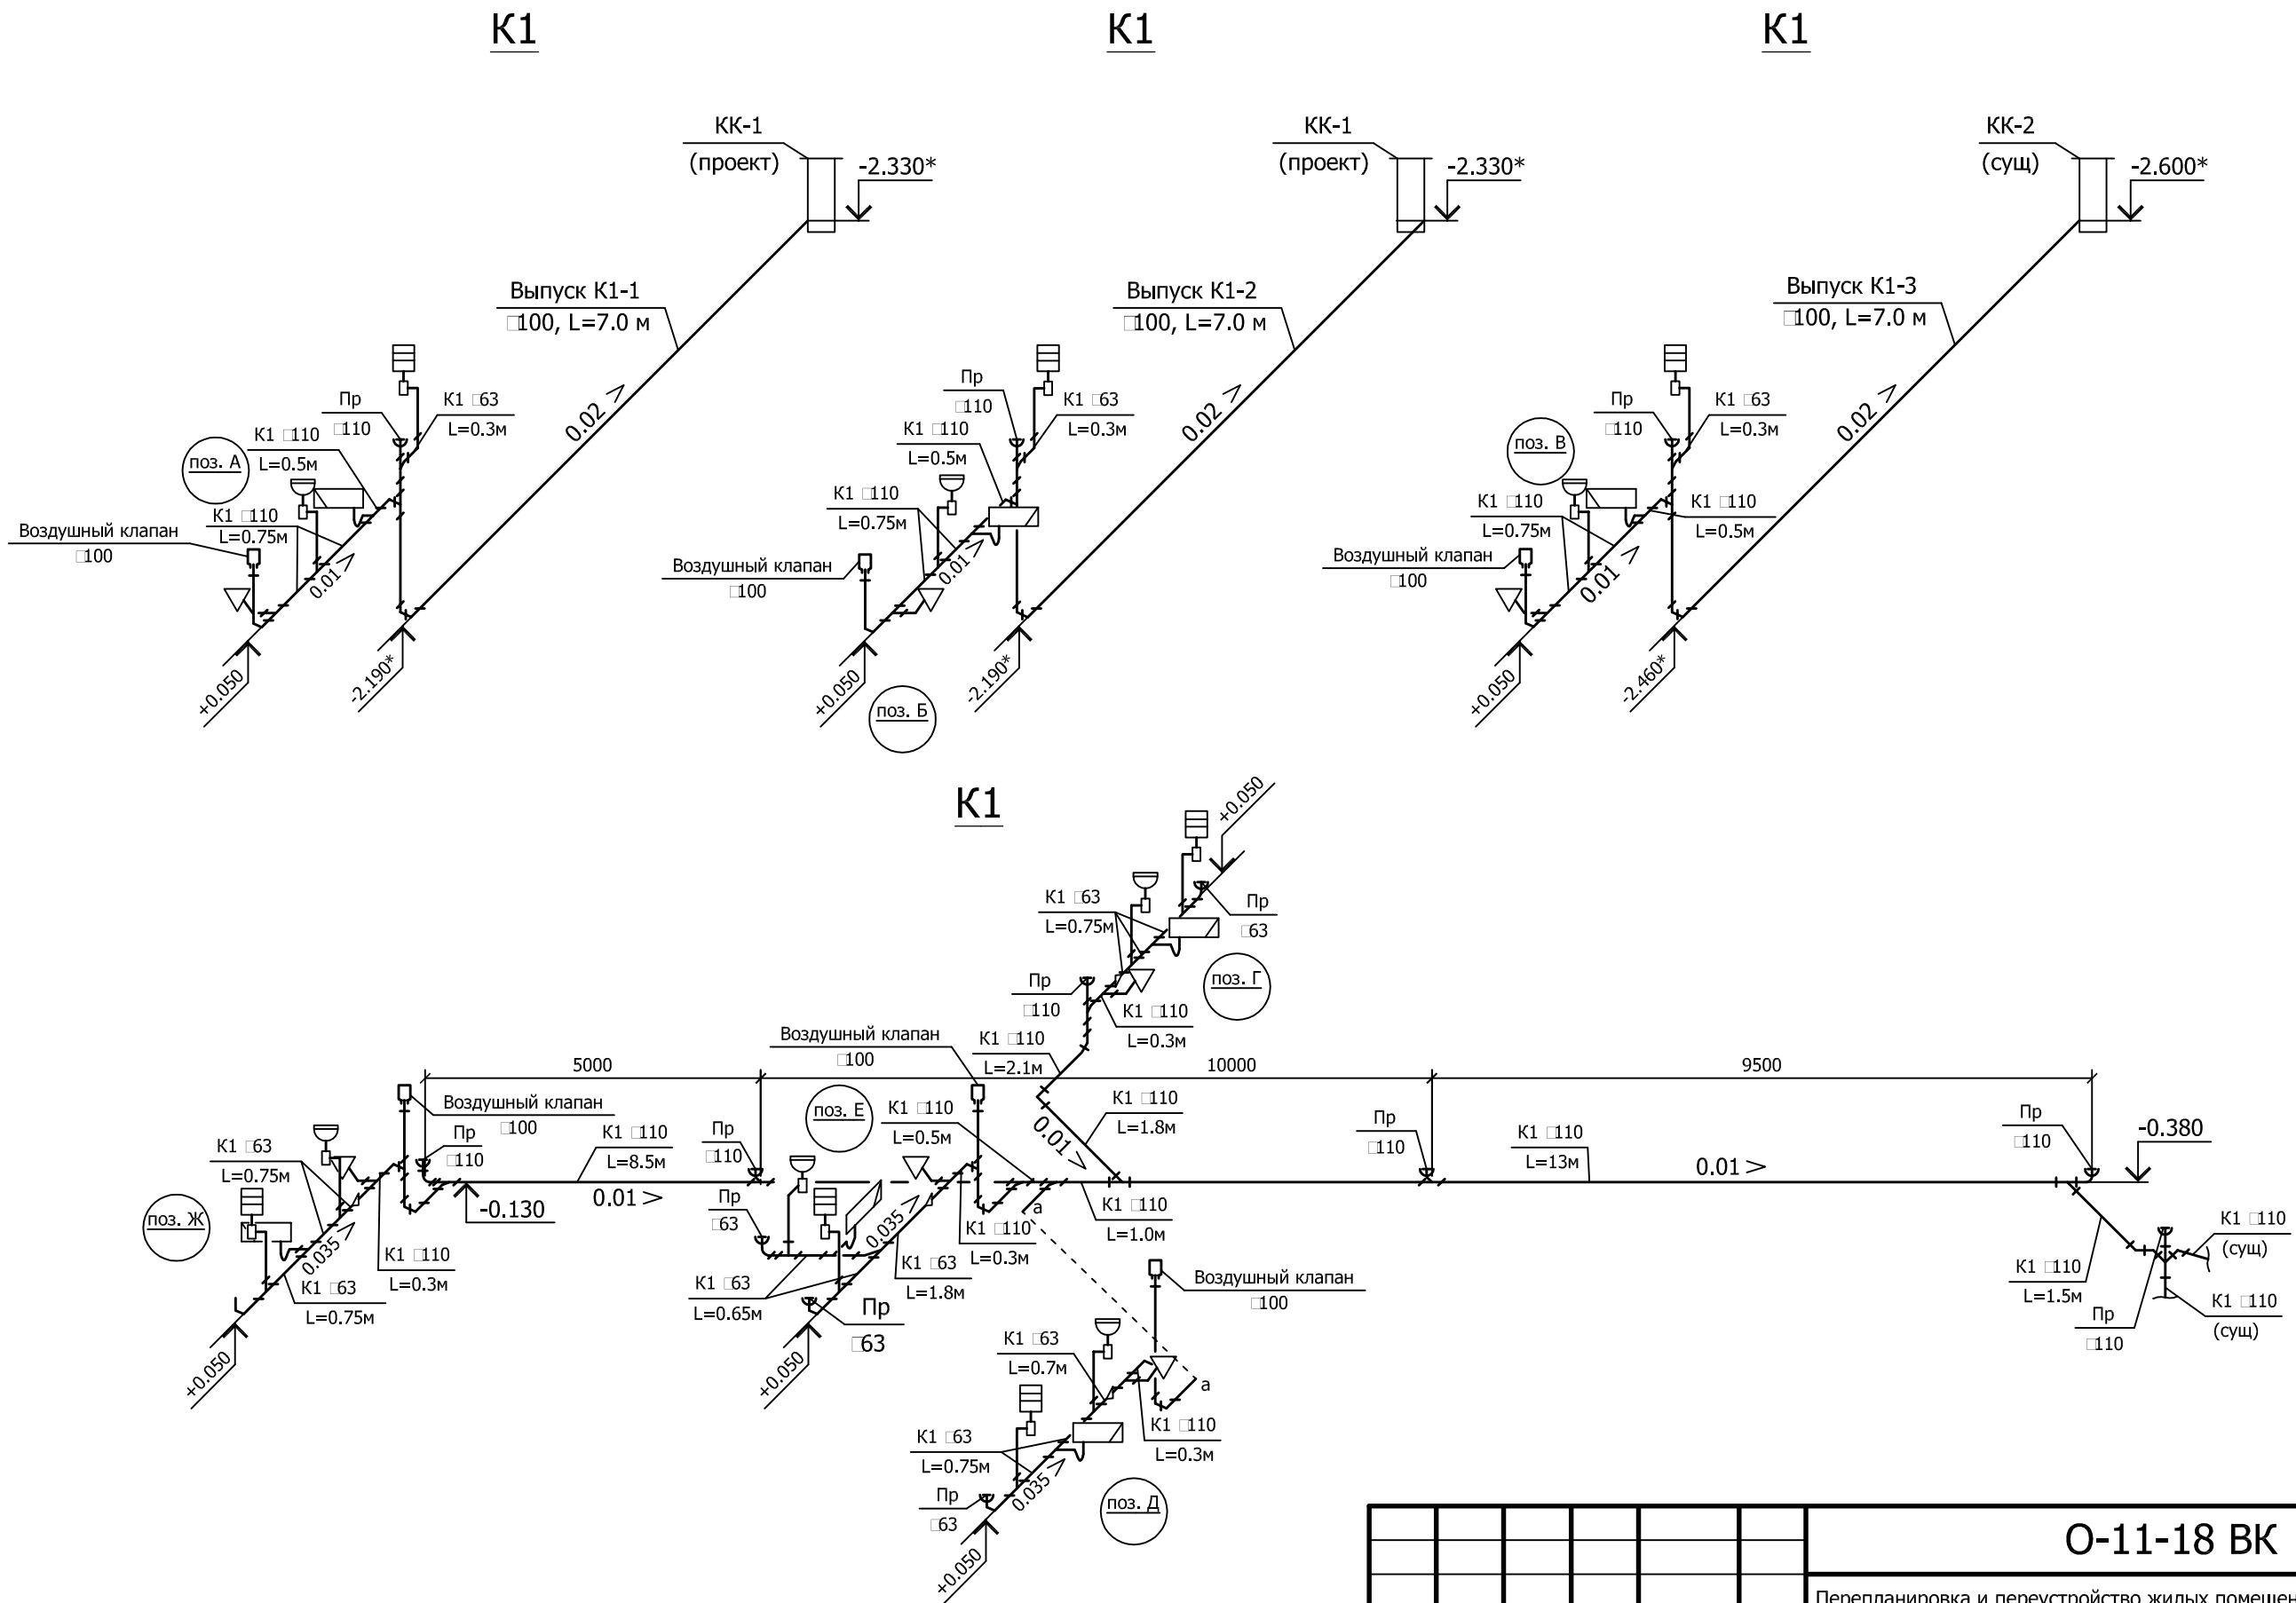 К1
К1
К1
КК-1
(проект)
-2.330*
КК-1
(проект)
-2.330*
КК-2
(сущ)
-2.600*
Выпуск К1-1
□100, L=7.0 м
Выпуск К1-2
□100, L=7.0 м
Выпуск К1-3
□100, L=7.0 м
0.02 >
0.02 >
0.02 >
Пр
□110
К1 □63
L=0.3м
К1 □110
L=0.5м
поз. А
К1 □110
L=0.75м
Воздушный клапан
□100
0.01 >
+0.050
-2.190*
Пр
□110
К1 □63
L=0.3м
К1 □110
L=0.5м
К1 □110
L=0.75м
Воздушный клапан
□100
0.01 >
+0.050
-2.190*
поз. Б
Пр
□110
К1 □63
L=0.3м
поз. В
К1 □110
L=0.75м
К1 □110
L=0.5м
Воздушный клапан
□100
0.01 >
+0.050
-2.460*
К1
+0.050
К1 □63
L=0.75м
Пр
□63
поз. Г
Пр
□110
К1 □110
L=0.3м
Воздушный клапан
□100
К1 □110
L=2.1м
5000
10000
9500
Воздушный клапан
□100
поз. Е
К1 □110
L=0.5м
К1 □110
L=1.8м
0.01 >
К1 □63
L=0.75м
Пр
□110
К1 □110
L=8.5м
Пр
□110
Пр
□110
К1 □110
L=13м
0.01 >
Пр
□110
-0.380
-0.130
0.01 >
поз. Ж
0.035 >
К1 □110
L=0.3м
К1 □63
L=0.75м
+0.050
Пр
□63
0.035 >
К1 □110
L=0.3м
а
К1 □110
L=1.0м
К1 □63
L=0.65м
К1 □63
L=1.8м
Пр
□63
+0.050
Воздушный клапан
□100
К1 □110
(сущ)
К1 □110
L=1.5м
К1 □110
(сущ)
Пр
□110
К1 □63
L=0.7м
а
К1 □110
L=0.3м
К1 □63
L=0.75м
0.035 >
Пр
□63
поз. Д
+0.050
О-11-18 ВК